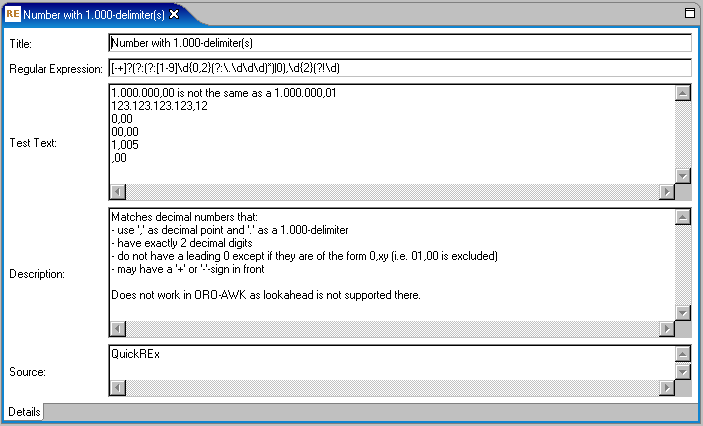 RE Number with 1.000-delimiter(s)
Title: Number with 1.000-delimiter(s)
Regular Expression: [-+]?(?:(?:[1-9]\d{0,2}(?:\.\d\d\d)*)|0),\d{2}(?!\d)
Test Text:
1.000.000,00 is not the same as a 1.000.000,01
123.123.123.123,12
0,00
00,00
1,005
,00
Description:
Matches decimal numbers that:
- use ',' as decimal point and '.' as a 1.000-delimiter
- have exactly 2 decimal digits
- do not have a leading 0 except if they are of the form 0,xy (i.e. 01,00 is excluded)
- may have a '+' or '-'-sign in front
Does not work in ORO-AWK as lookahead is not supported there.
Source:
QuickREx
Details